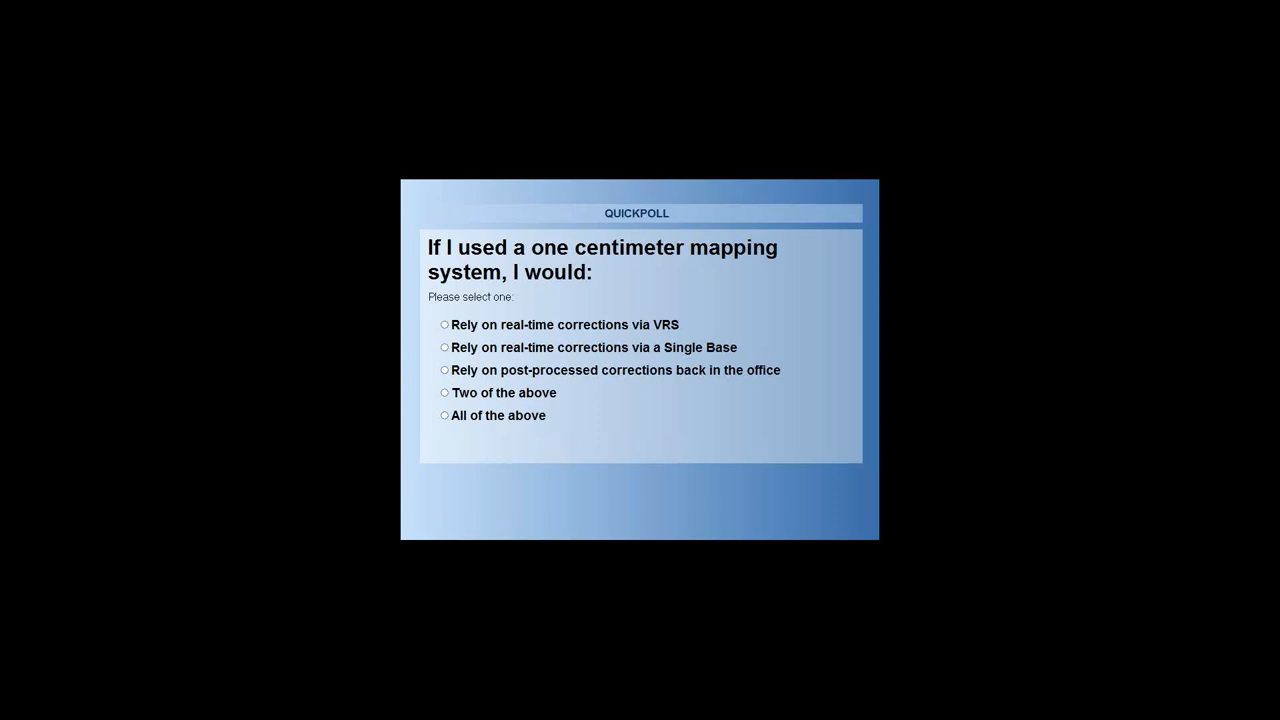 QUICKPOLL
If I used a one centimeter mapping
system, I would:
Please select one:
Rely on real-time corrections via VRS
Rely on real-time corrections via a Single Base
Rely on post-processed corrections back in the office
Two of the above
All of the above